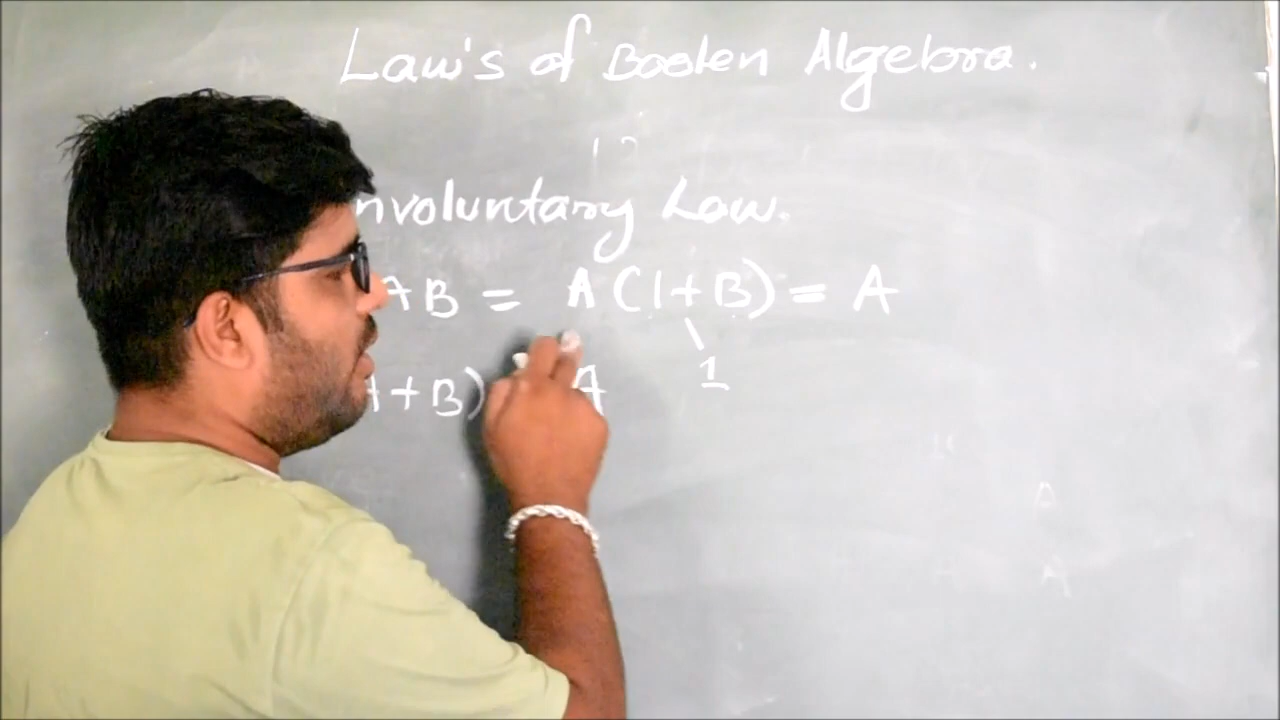 Law's of Boolen Algebra.
nvoluntary Law.
AB = A(1+B) = A
1
A+B) A